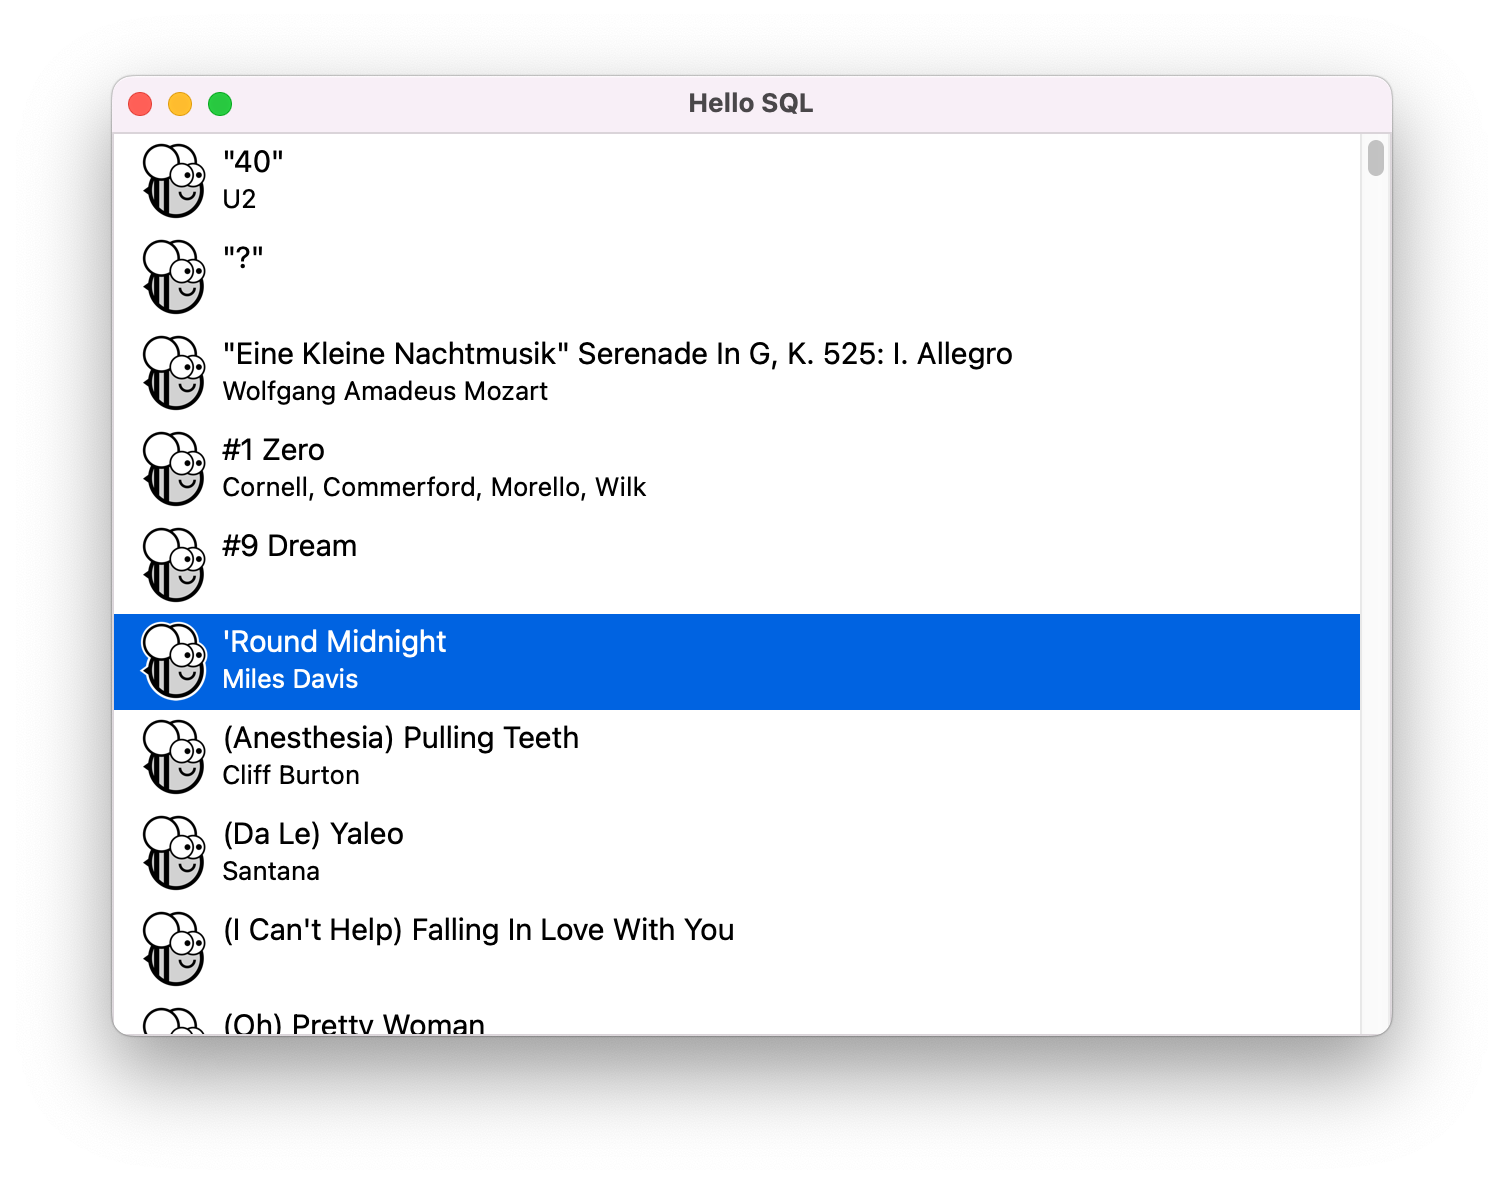 Hello SQL
"40"
U2
"?"
"Eine Kleine Nachtmusik" Serenade In G, K. 525: I. Allegro
Wolfgang Amadeus Mozart
#1 Zero
Cornell, Commerford, Morello, Wilk
#9 Dream
'Round Midnight
Miles Davis
(Anesthesia) Pulling Teeth
Cliff Burton
(Da Le) Yaleo
Santana
(I Can't Help) Falling In Love With You
(Oh) Pretty Woman